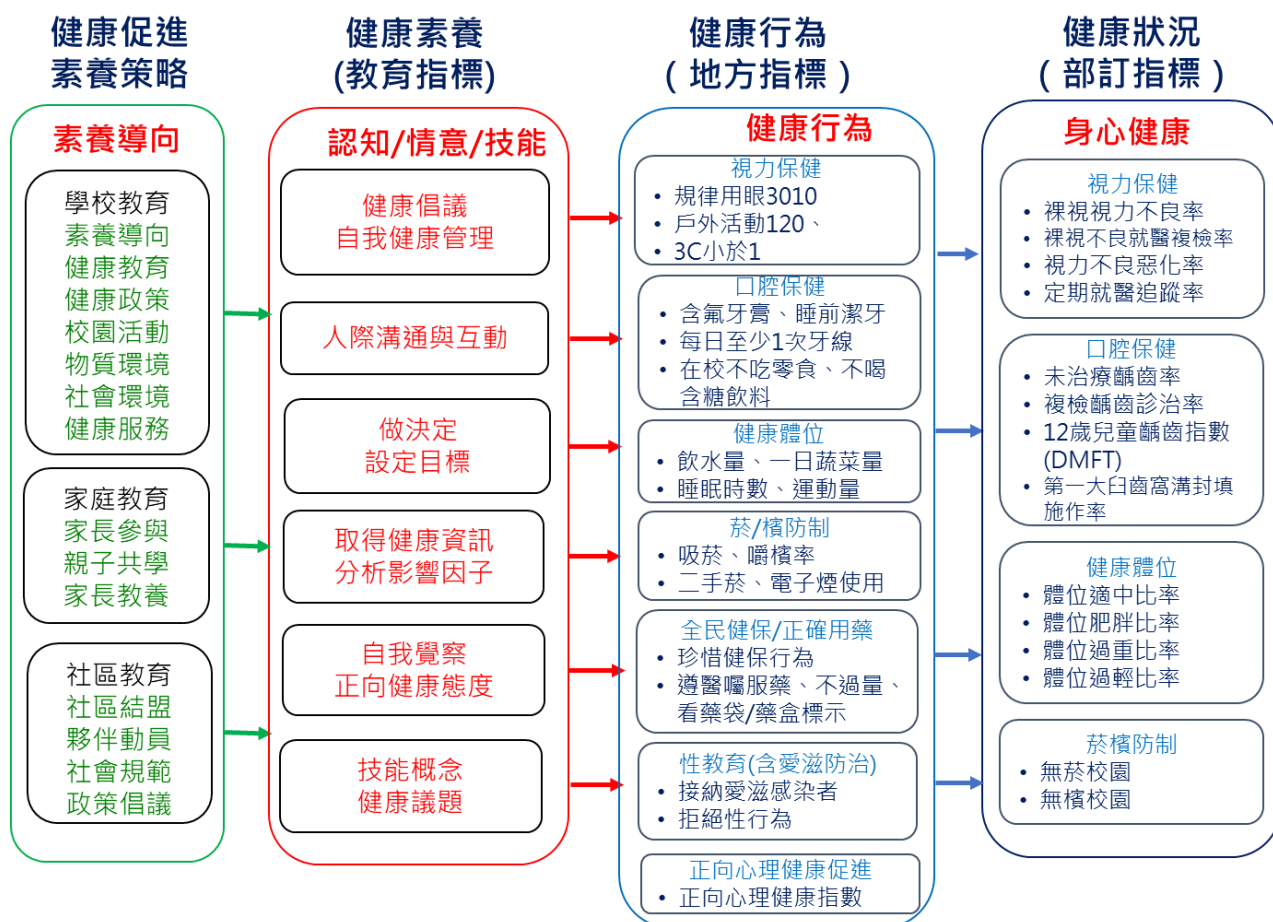 健康促進
素養策略
素養導向
學校教育
素養導向
健康教育
健康政策
校園活動
物質環境
社會環境
健康服務
家庭教育
家長參與
親子共學
家長教養
社區教育
社區結盟
夥伴動員
社會規範
政策倡議
健康素養
(教育指標)
認知/情意/技能
健康倡議
自我健康管理
人際溝通與互動
做決定
設定目標
取得健康資訊
分析影響因子
自我覺察
正向健康態度
技能概念
健康議題
健康行為
（地方指標）
健康行為
視力保健
• 規律用眼3010
• 戶外活動120、
• 3C小於1
口腔保健
• 含氟牙膏、睡前潔牙
• 每日至少1次牙線
• 在校不吃零食、不喝
含糖飲料
健康體位
• 飲水量、一日蔬菜量
• 睡眠時數、運動量
菸/檳防制
• 吸菸、嚼檳率
• 二手菸、電子煙使用
全民健保/正確用藥
• 珍惜健保行為
• 遵醫囑服藥、不過量、
看藥袋/藥盒標示
性教育(含愛滋防治)
• 接納愛滋感染者
• 拒絕性行為
正向心理健康促進
• 正向心理健康指數
健康狀況
（部訂指標）
身心健康
視力保健
• 裸視視力不良率
• 裸視不良就醫複檢率
• 視力不良惡化率
• 定期就醫追蹤率
口腔保健
• 未治療齲齒率
• 複檢齲齒診治率
• 12歲兒童齲齒指數
(DMFT)
• 第一大臼齒窩溝封填
施作率
健康體位
• 體位適中比率
• 體位肥胖比率
• 體位過重比率
• 體位過輕比率
菸檳防制
• 無菸校園
• 無檳校園